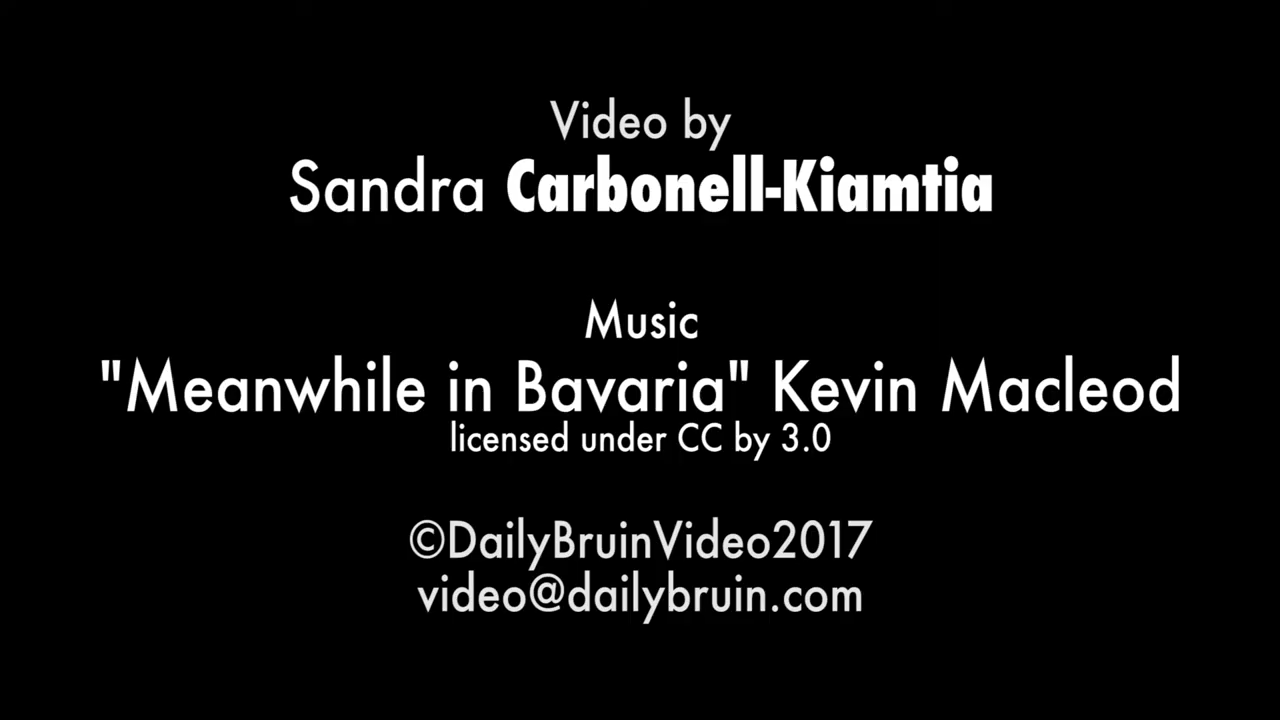 Video by
Sandra Carbonell-Kiamtia
Music
"Meanwhile in Bavaria" Kevin Macleod
licensed under CC by 3.0
©DailyBruinVideo2017
video@dailybruin.com